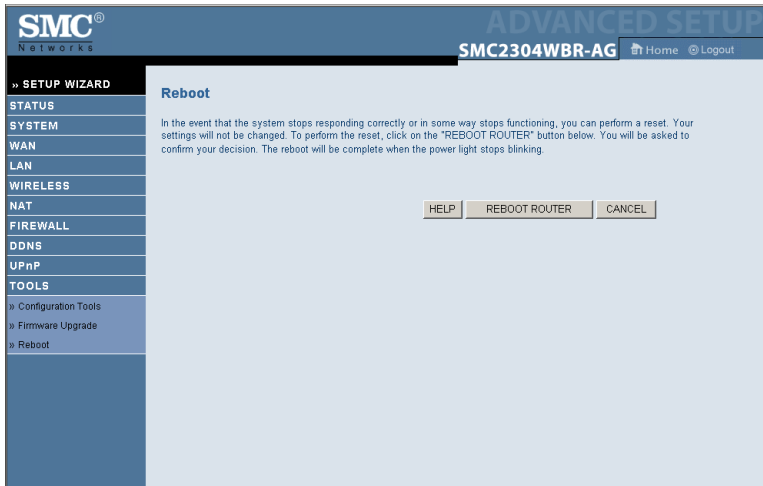 SMC®
Networks
ADVANCED SETUP
SMC2304WBR-AG
Home
Logout
» SETUP WIZARD
STATUS
SYSTEM
WAN
LAN
WIRELESS
NAT
FIREWALL
DDNS
UPnP
TOOLS
» Configuration Tools
» Firmware Upgrade
» Reboot
Reboot
In the event that the system stops responding correctly or in some way stops functioning, you can perform a reset. Your
settings will not be changed. To perform the reset, click on the "REBOOT ROUTER" button below. You will be asked to
confirm your decision. The reboot will be complete when the power light stops blinking.
HELP
REBOOT ROUTER
CANCEL